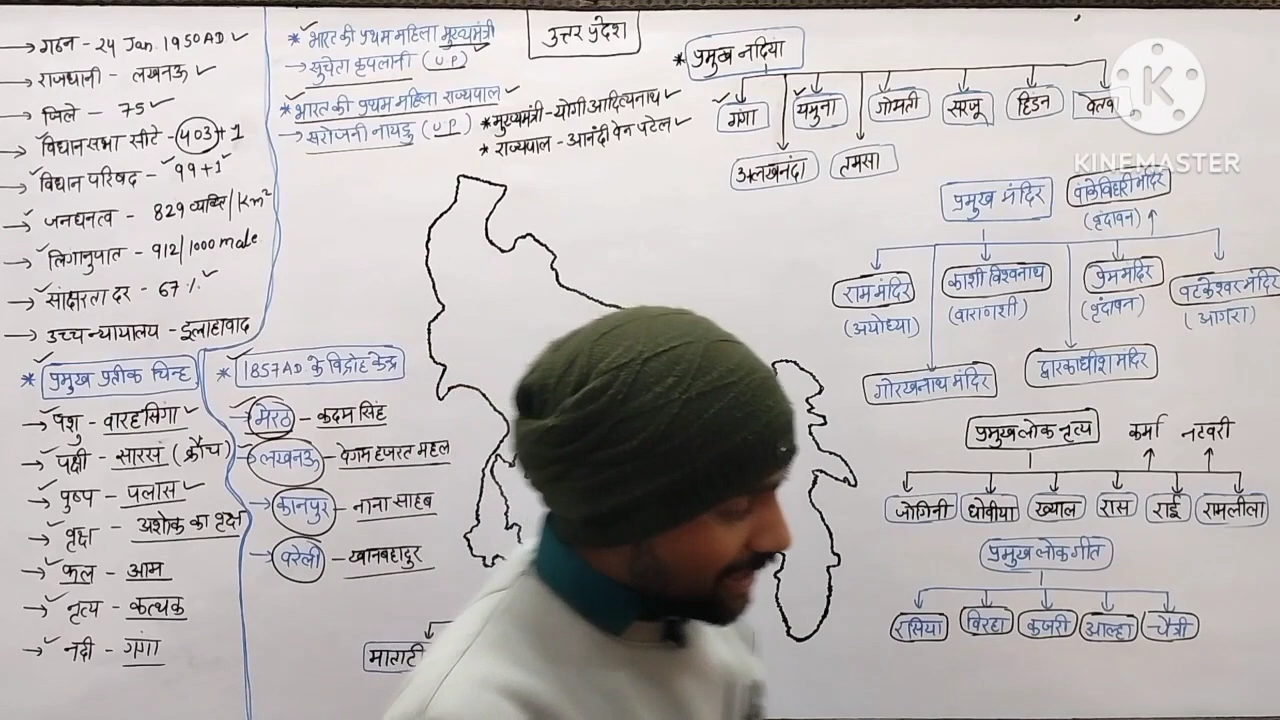 उत्तर प्रदेश
→ गठन - 24 Jan. 1950 AD
→ राजधानी - लखनऊ
→ जिले - 75
→ विधानसभा सीटे - 403+1
→ विधान परिषद - 99+1
→ जनघनत्व - 829 व्यक्ति/Km²
→ लिंगानुपात - 912/1000 male
→ साक्षरता दर - 67%
→ उच्च न्यायालय - इलाहाबाद
* प्रमुख प्रतीक चिन्ह
→ पशु - बारहसिंगा
→ पक्षी - सारस (क्रौंच)
→ पुष्प - पलास
→ वृक्ष - अशोक का वृक्ष
→ फल - आम
→ नृत्य - कत्थक
→ नदी - गंगा
* भारत की प्रथम महिला मुख्यमंत्री
→ सुचेता कृपलानी (UP)
* भारत की प्रथम महिला राज्यपाल
→ सरोजनी नायडु (UP)
* मुख्यमंत्री - योगी आदित्यनाथ
* राज्यपाल - आनंदी वेन पटेल
* 1857AD के विद्रोह केन्द्र
मेरठ - कदम सिंह
लखनऊ - वेगम हजरत महल
कानपुर - नाना साहब
बरेली - खानबहादुर
* प्रमुख नदियां
गंगा यमुना गोमती सरजू हिंडन बेतवा
अलखनंदा तमसा
KINEMASTER
प्रमुख मंदिर
बांकेबिहारी मंदिर
(वृंदावन)
राम मंदिर
(अयोध्या)
काशी विश्वनाथ
(वाराणशी)
प्रेम मंदिर
(वृंदावन)
बटकेश्वर मंदिर
(आगरा)
गोरखनाथ मंदिर
द्वारकाधीश मंदिर
प्रमुख लोक नृत्य
कर्मा नटवरी
जोगिनी धोबीया ख्याल रास राई रामलीला
प्रमुख लोकगीत
रसिया बिरहा कजरी आल्हा चैत्री